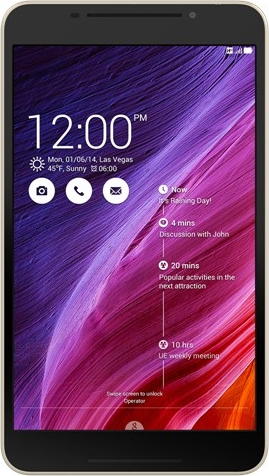 12:00 PM
Mon, 01/06/14, Las Vegas
45°F, Sunny 06:00
Now
It's Raining Day!
4 mins
Discussion with John
20 mins
Popular activities in the
next attraction
10 hrs
UE weekly meeting
Swipe screen to unlock
Operator